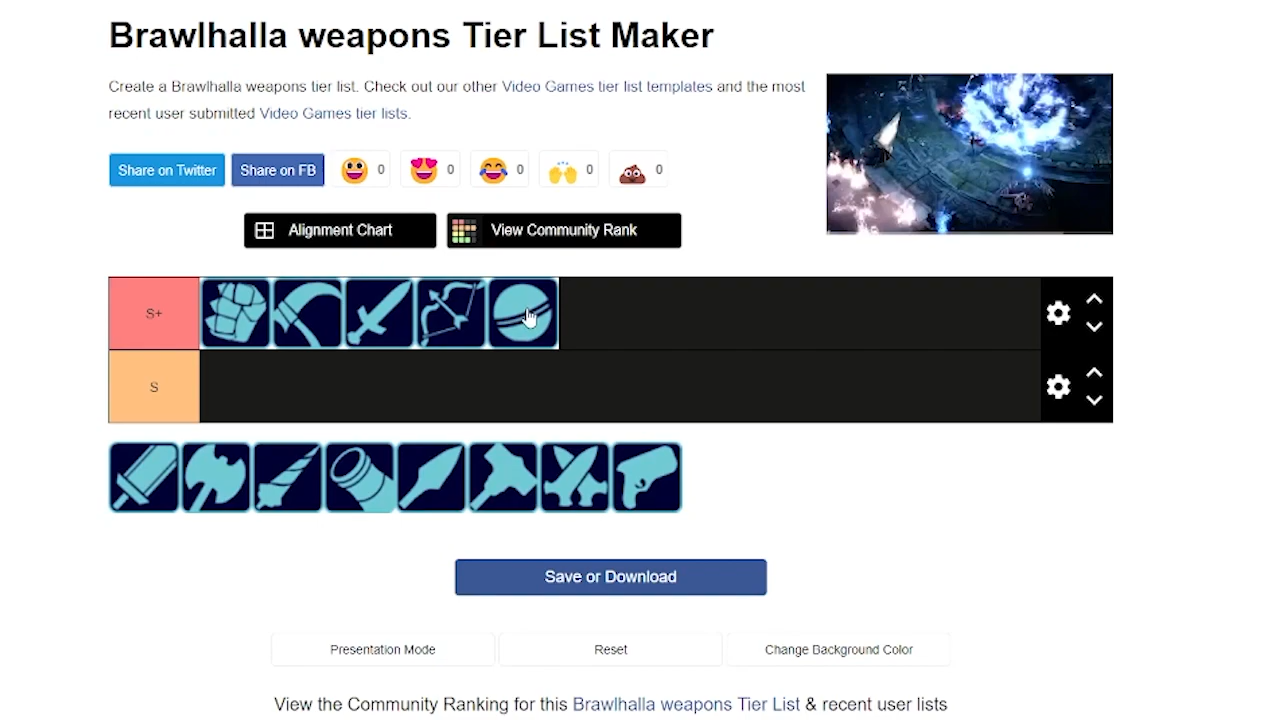 Brawlhalla weapons Tier List Maker
Create a Brawlhalla weapons tier list. Check out our other Video Games tier list templates and the most
recent user submitted Video Games tier lists.
Share on Twitter
Share on FB
0
0
0
0
0
Alignment Chart
View Community Rank
S+
S
Save or Download
Presentation Mode
Reset
Change Background Color
View the Community Ranking for this Brawlhalla weapons Tier List & recent user lists